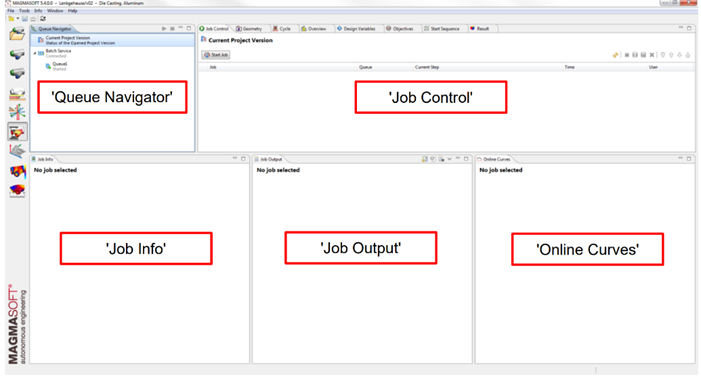 MAGMASOFT 5.4.0.0 - Lenkgehause/v02 - Die Casting, Aluminum
File Tools Info Window Help
Queue Navigator
Current Project Version
Status of the Opened Project Version
Batch Service
Connected
Queue1
Started
'Queue Navigator'
Job Control Geometry Cycle Overview Design Variables Objectives Start Sequence Result
Current Project Version
Start Job
Job Queue Current Step Time User
'Job Control'
Job Info
No job selected
'Job Info'
Job Output
No job selected
'Job Output'
Online Curves
No job selected
'Online Curves'
MAGMASOFT®
autonomous engineering